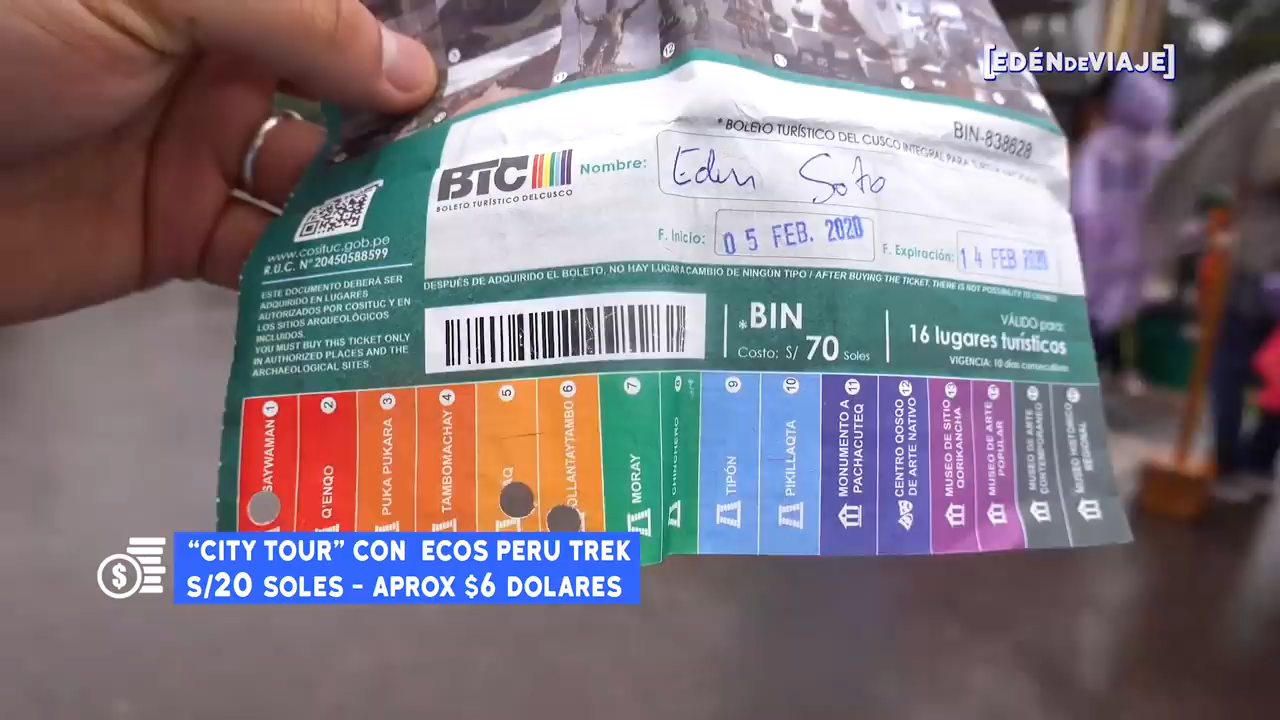 [EDÉNDEVIAJE]
BIN-838628
* BOLETO TURÍSTICO DEL CUSCO INTEGRAL PARA
BTC
BOLETO TURÍSTICO DEL CUSCO
Nombre: Eden Soto
F. Inicio: 05 FEB. 2020
F. Expiración: 14 FEB 2020
www.cosituc.gob.pe
R.U.C. N° 20450588599
ESTE DOCUMENTO DEBERÁ SER
ADQUIRIDO EN LUGARES
AUTORIZADOS POR COSITUC Y EN
LOS SITIOS ARQUEOLÓGICOS
INCLUIDOS.
YOU MUST BUY THIS TICKET ONLY
IN AUTHORIZED PLACES AND THE
ARCHAEOLOGICAL SITES.
DESPUÉS DE ADQUIRIDO EL BOLETO, NO HAY LUGAR A CAMBIO DE NINGÚN TIPO / AFTER BUYING THE TICKET, THERE IS NOT POSSIBILITY TO CHANGE
*BIN
Costo: S/ 70 Soles
VÁLIDO para:
16 lugares turísticos
VIGENCIA: 10 días consecutivos
SAYWAMAN 1
Q'ENQO 2
PUKA PUKARA 3
TAMBOMACHAY 4
AQ 5
OLLANTAYTAMBO 6
MORAY 7
CHINCHERO
TIPÓN 9
PIKILLAQTA 10
MONUMENTO A
PACHACUTEQ 11
CENTRO QOSQO
DE ARTE NATIVO 12
MUSEO DE SITIO
QORIKANCHA
MUSEO DE ARTE
POPULAR
MUSEO DE ARTE
CONTEMPORÁNEO
MUSEO HISTÓRICO
REGIONAL
"CITY TOUR" CON ECOS PERU TREK
S/20 SOLES - APROX $6 DOLARES